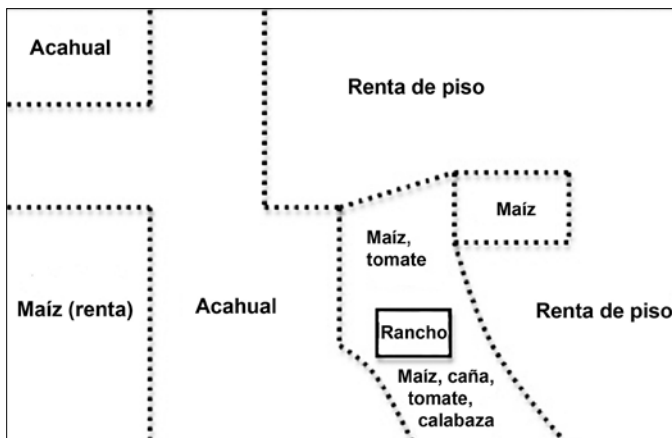 Acahual
Renta de piso
Maíz
Maíz,
tomate
Maíz (renta)
Acahual
Renta de piso
Rancho
Maíz, caña,
tomate,
calabaza